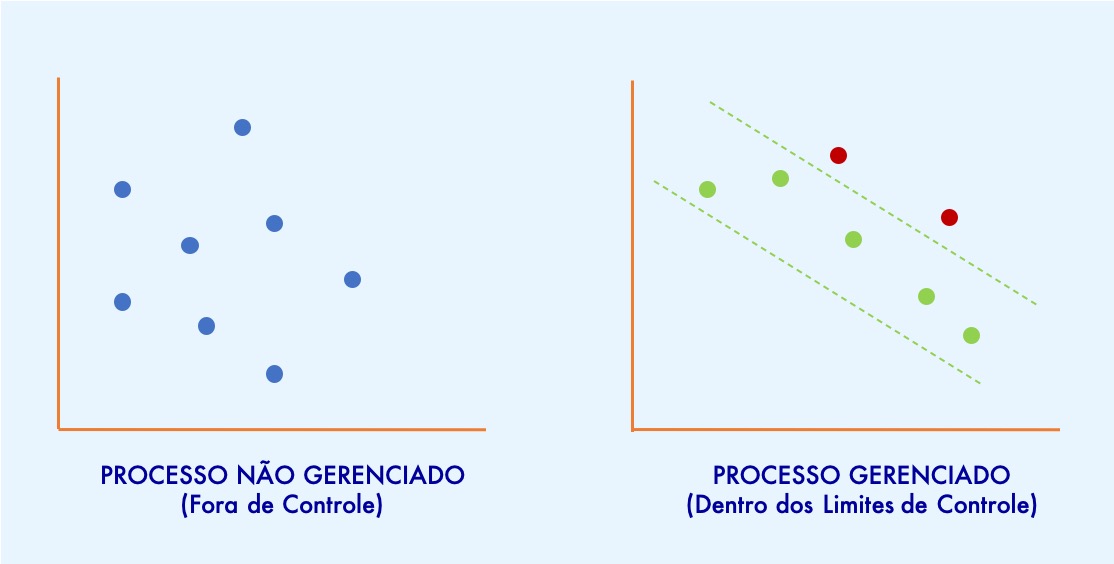 PROCESSO NÃO GERENCIADO
(Fora de Controle)
PROCESSO GERENCIADO
(Dentro dos Limites de Controle)